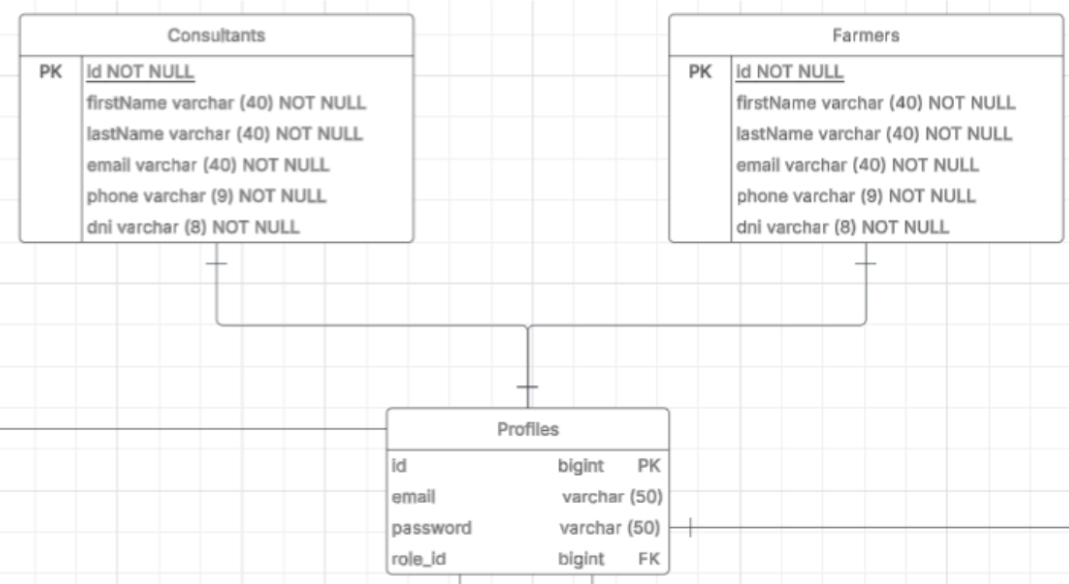 Consultants
PK id NOT NULL
firstName varchar (40) NOT NULL
lastName varchar (40) NOT NULL
email varchar (40) NOT NULL
phone varchar (9) NOT NULL
dni varchar (8) NOT NULL
Farmers
PK id NOT NULL
firstName varchar (40) NOT NULL
lastName varchar (40) NOT NULL
email varchar (40) NOT NULL
phone varchar (9) NOT NULL
dni varchar (8) NOT NULL
Profiles
id bigint PK
email varchar (50)
password varchar (50)
role_id bigint FK